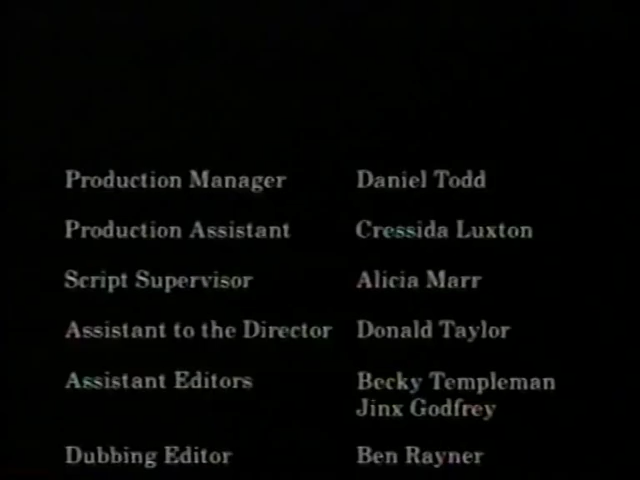 Production Manager Daniel Todd
Production Assistant Cressida Luxton
Script Supervisor Alicia Marr
Assistant to the Director Donald Taylor
Assistant Editors Becky Templeman
Jinx Godfrey
Dubbing Editor Ben Rayner